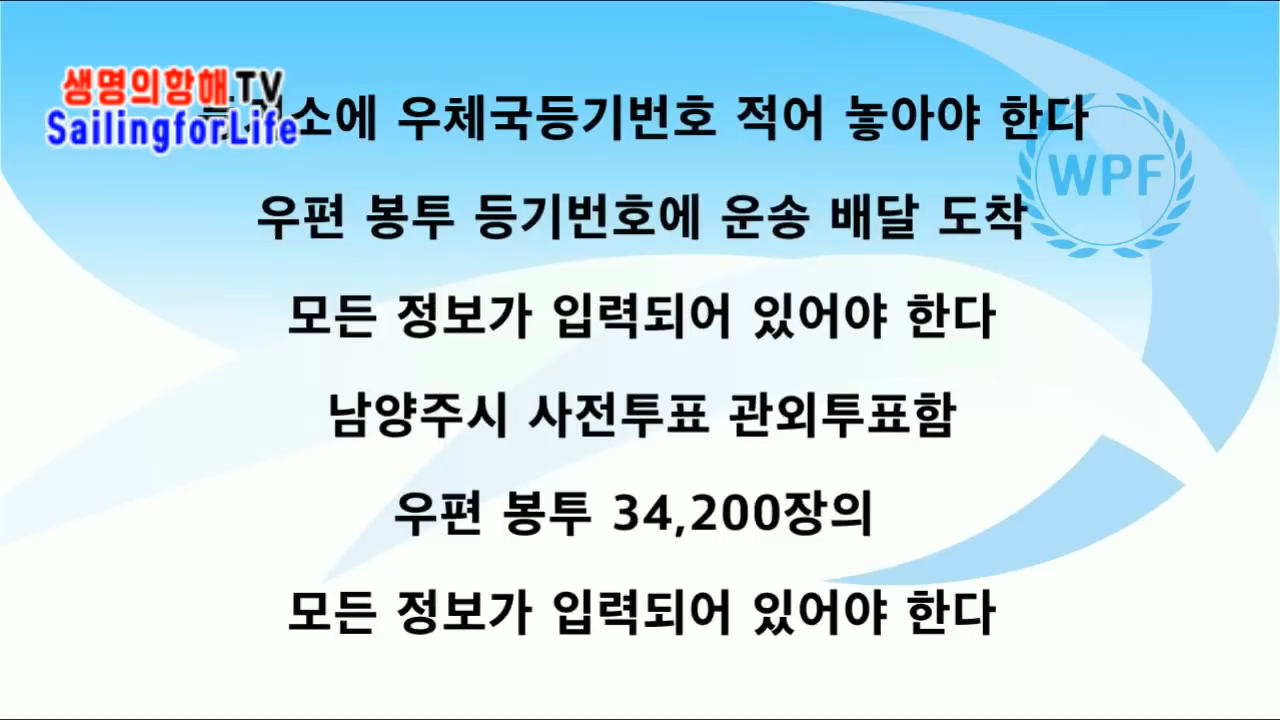 생명의항해TV
SailingforLife
우체국등기번호 적어 놓아야 한다
WPF
우편 봉투 등기번호에 운송 배달 도착
모든 정보가 입력되어 있어야 한다
남양주시 사전투표 관외투표함
우편 봉투 34,200장의
모든 정보가 입력되어 있어야 한다